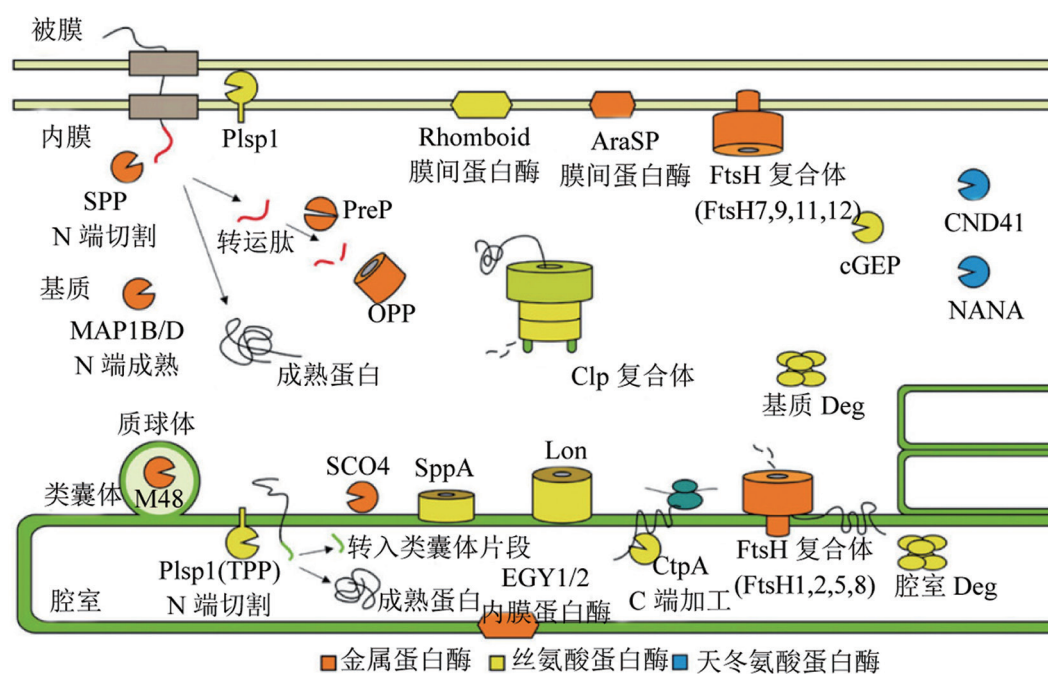 被膜
内膜
Plsp1
Rhomboid
膜间蛋白酶
AraSP
膜间蛋白酶
FtsH 复合体
(FtsH7,9,11,12)
SPP
N 端切割
转运肽
PreP
OPP
cGEP
CND41
NANA
基质
MAP1B/D
N 端成熟
成熟蛋白
Clp 复合体
基质 Deg
质球体
类囊体
M48
SCO4
SppA
Lon
Plsp1(TPP)
N 端切割
转入类囊体片段
成熟蛋白
EGY1/2
内膜蛋白酶
CtpA
C 端加工
FtsH 复合体
(FtsH1,2,5,8)
腔室 Deg
腔室
金属蛋白酶 丝氨酸蛋白酶 天冬氨酸蛋白酶